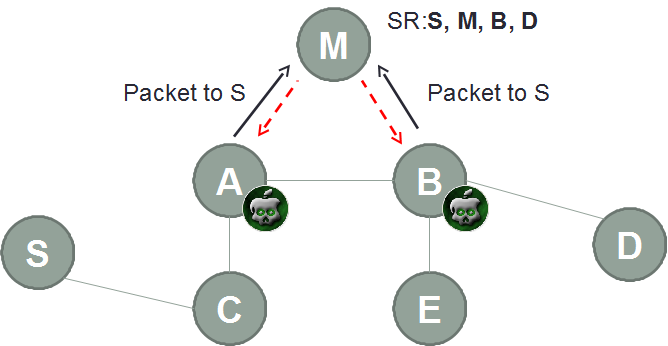 SR:S, M, B, D
M
Packet to S
Packet to S
A
B
S
D
C
E